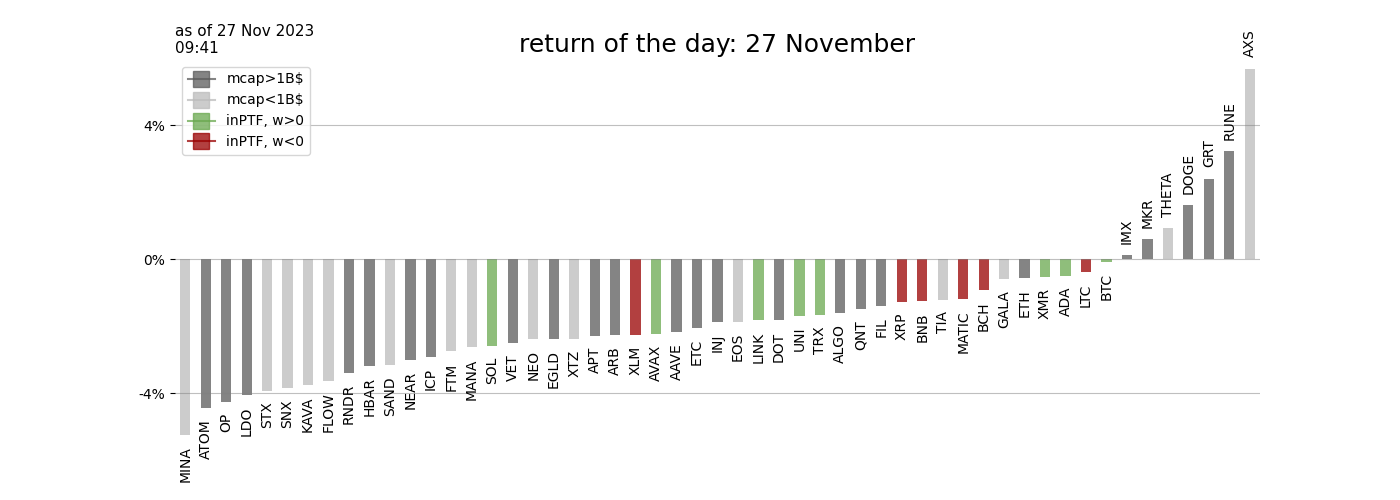 as of 27 Nov 2023
09:41
return of the day: 27 November
mcap>1B$
mcap<1B$
inPTF, w>0
inPTF, w<0
4%
0%
-4%
MINA
ATOM
OP
LDO
STX
SNX
KAVA
FLOW
RNDR
HBAR
SAND
NEAR
ICP
FTM
MANA
SOL
VET
NEO
EGLD
XTZ
APT
ARB
XLM
AVAX
AAVE
ETC
INJ
EOS
LINK
DOT
UNI
TRX
ALGO
QNT
FIL
XRP
BNB
TIA
MATIC
BCH
GALA
ETH
XMR
ADA
LTC
BTC
IMX
MKR
THETA
DOGE
GRT
RUNE
AXS